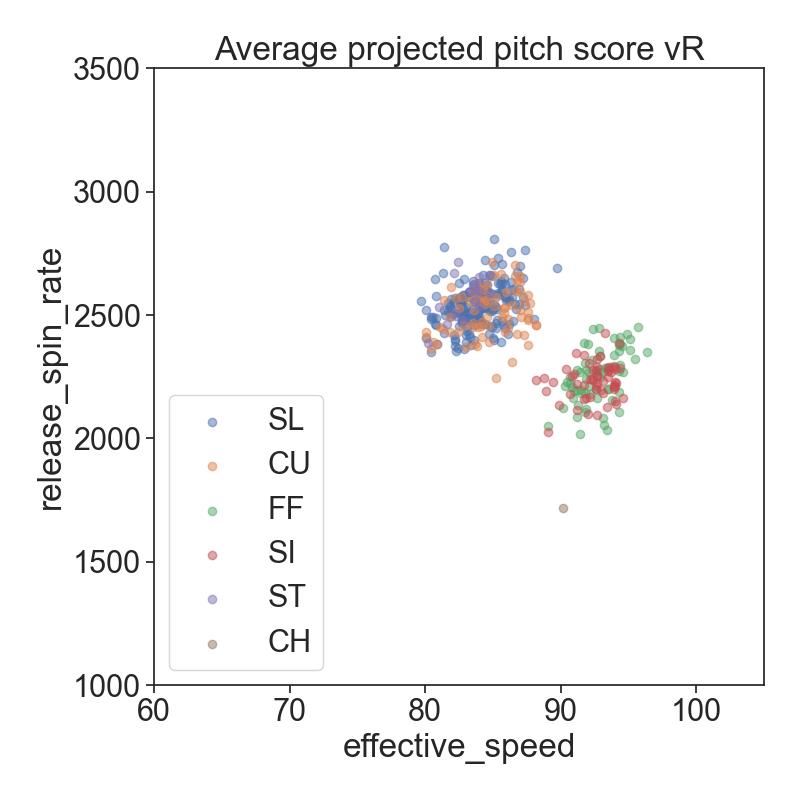 Average projected pitch score vR
3500
3000
2500
2000
1500
1000
release_spin_rate
SL
CU
FF
SI
ST
CH
60
70
80
90
100
effective_speed